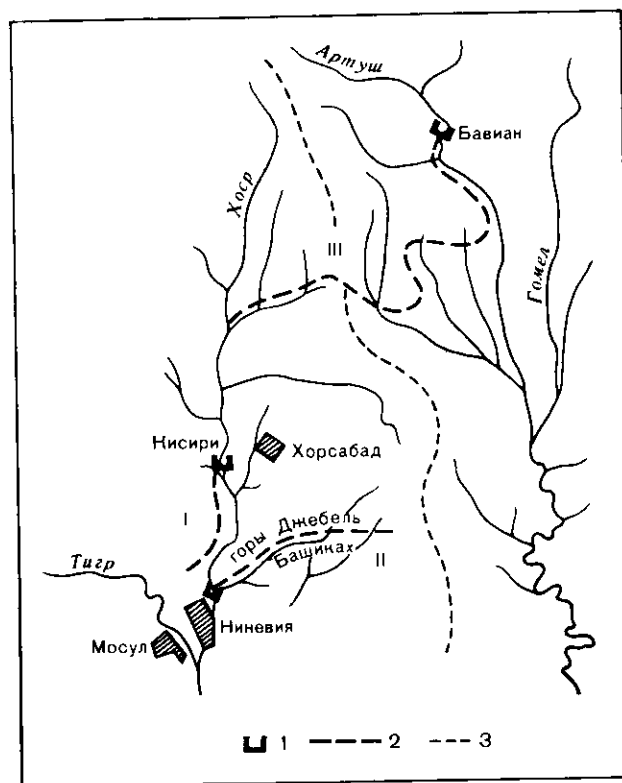 Артуш
Бавиан
Хоср
III
Гомел
Кисири
Хорсабад
I
горы Джебель
Башиках
II
Тигр
Ниневия
Мосул
1
2
3